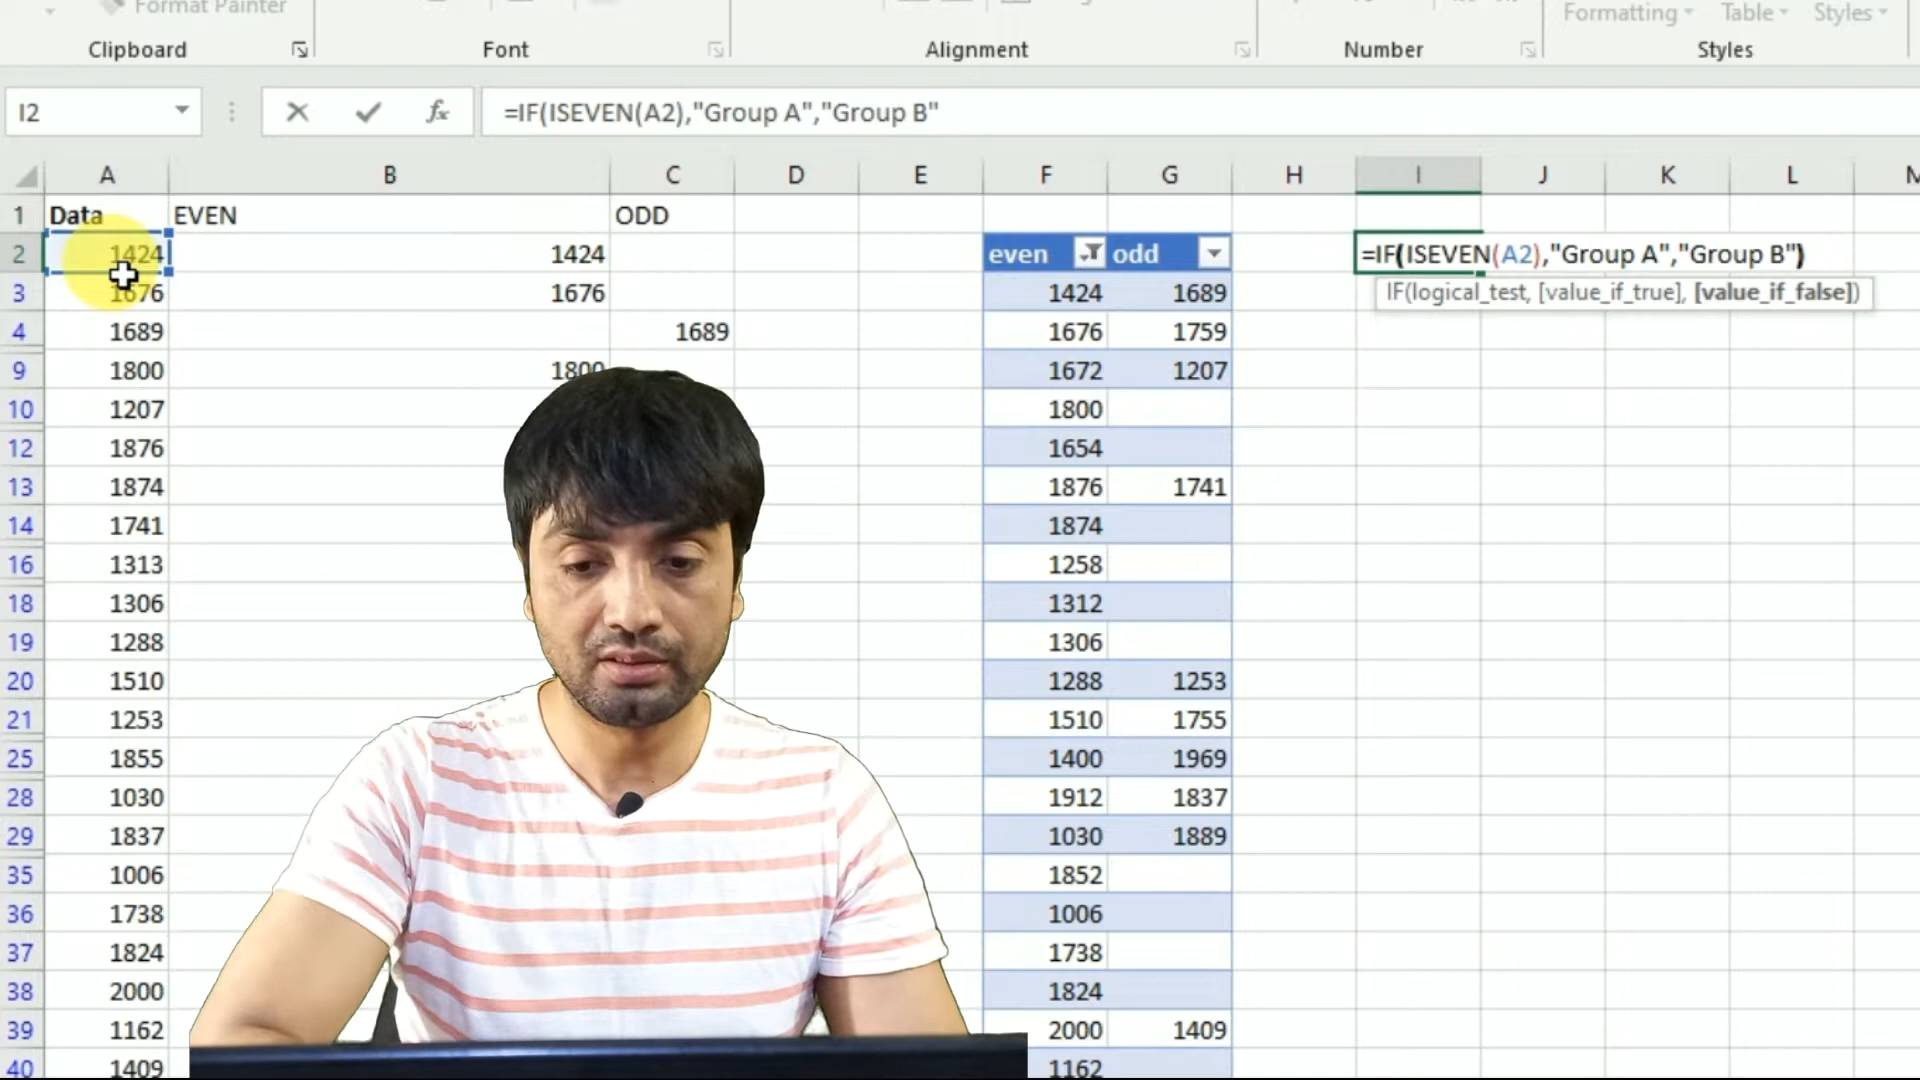 Format Painter
Formatting Table Styles
Clipboard Font Alignment Number Styles
I2 fx =IF(ISEVEN(A2),"Group A","Group B"
A B C D E F G H I J K L
1 Data EVEN ODD
2 1424 1424 even odd =IF(ISEVEN(A2),"Group A","Group B")
IF(logical_test, [value_if_true], [value_if_false])
3 1676 1676 1424 1689
4 1689 1689 1676 1759
9 1800 1800 1672 1207
10 1207 1800
12 1876 1654
13 1874 1876 1741
14 1741 1874
16 1313 1258
18 1306 1312
19 1288 1306
20 1510 1288 1253
21 1253 1510 1755
25 1855 1400 1969
28 1030 1912 1837
29 1837 1030 1889
35 1006 1852
36 1738 1006
37 1824 1738
38 2000 1824
39 1162 2000 1409
40 1409 1162